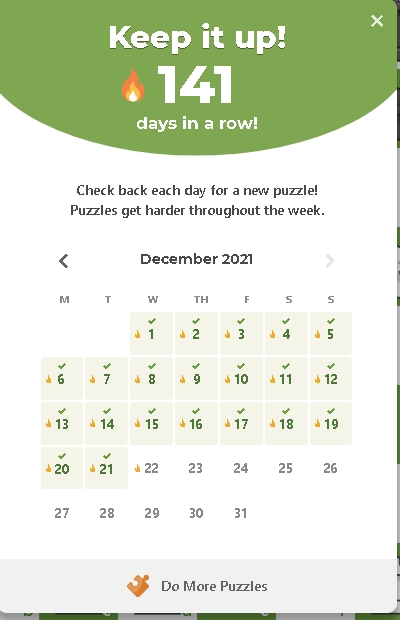 Keep it up!
141
days in a row!
Check back each day for a new puzzle!
Puzzles get harder throughout the week.
December 2021
M T W TH F S S
1 2 3 4 5
6 7 8 9 10 11 12
13 14 15 16 17 18 19
20 21 22 23 24 25 26
27 28 29 30 31
Do More Puzzles